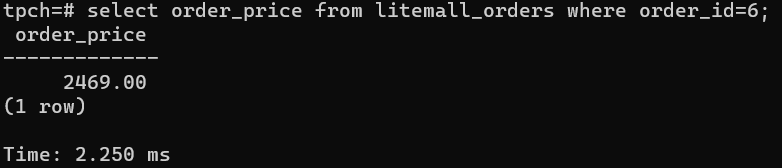 tpch=# select order_price from litemall_orders where order_id=6;
 order_price
-------------
     2469.00
(1 row)

Time: 2.250 ms